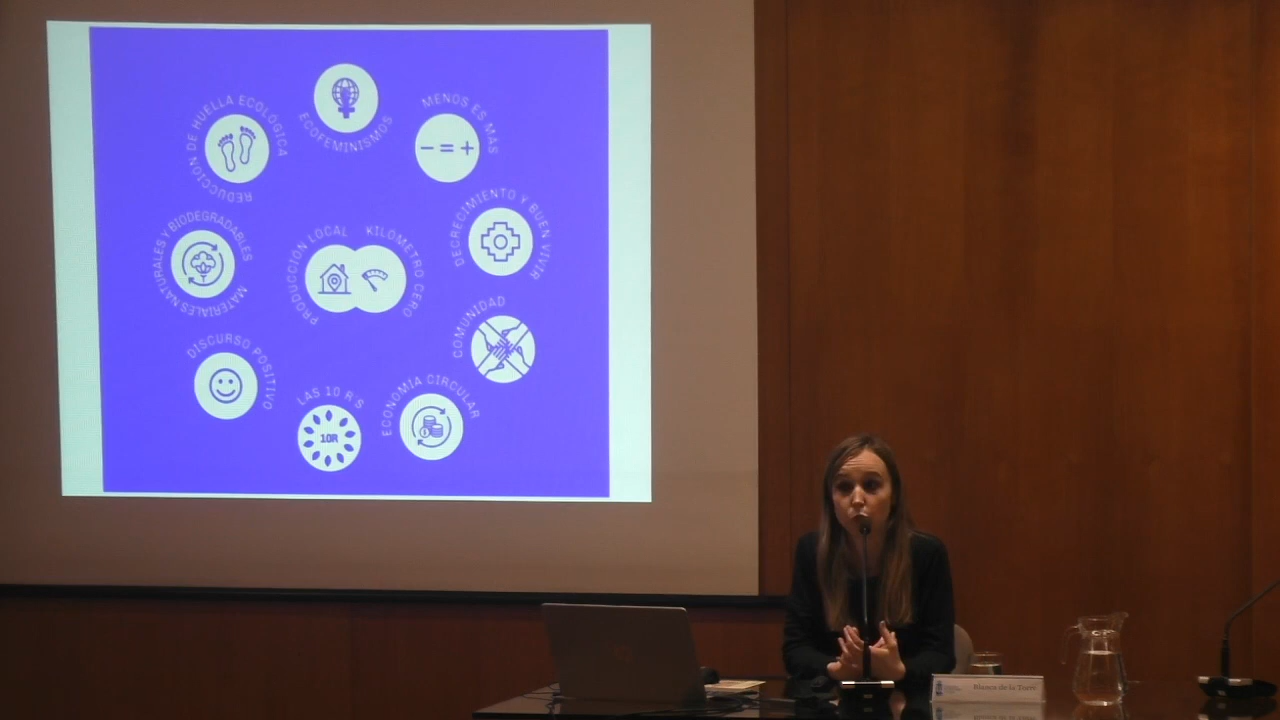 ECOFEMINISMOS
MENOS ES MÁS
- = +
DECRECIMIENTO Y BUEN VIVIR
COMUNIDAD
ECONOMÍA CIRCULAR
LAS 10 R S
10R
DISCURSO POSITIVO
MATERIALES NATURALES Y BIODEGRADABLES
REDUCCIÓN DE HUELLA ECOLÓGICA
PRODUCCIÓN LOCAL
KILÓMETRO CERO
Blanca de la Torre